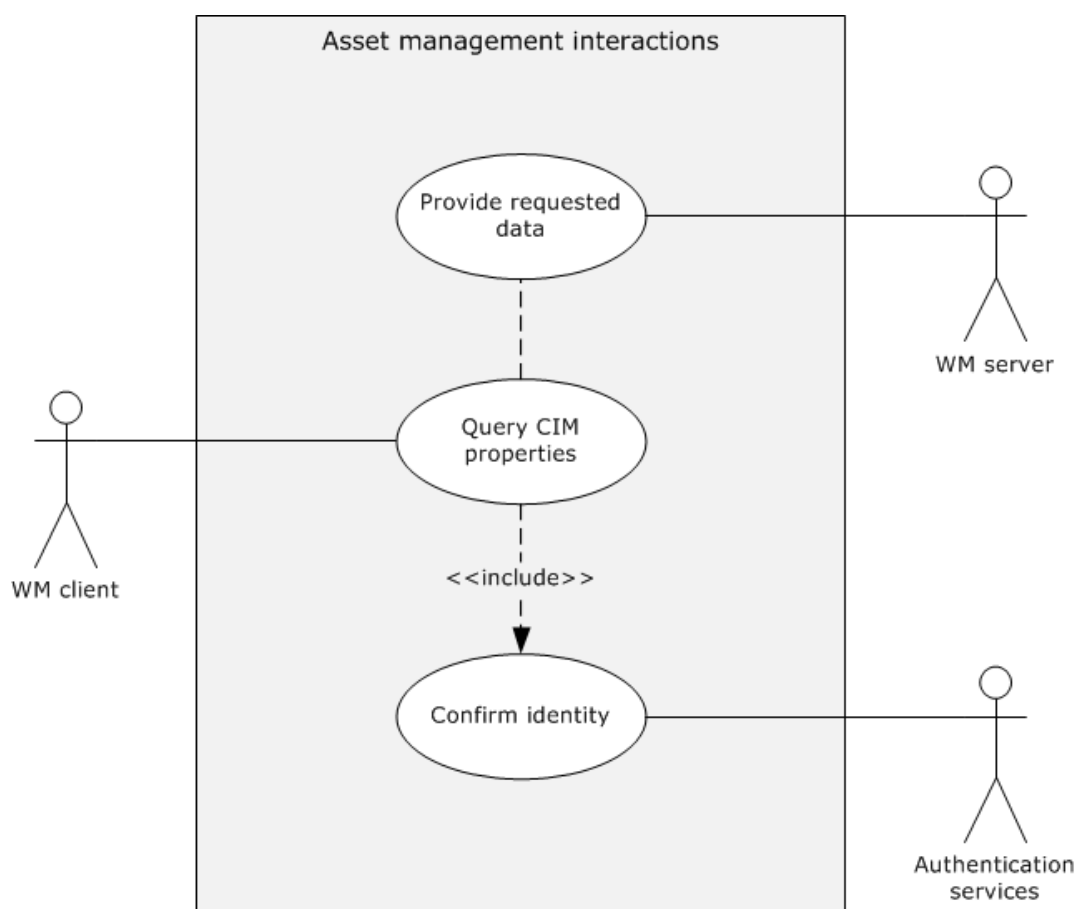 Asset management interactions
Provide requested
data
WM server
Query CIM
properties
WM client
<<include>>
Confirm identity
Authentication
services